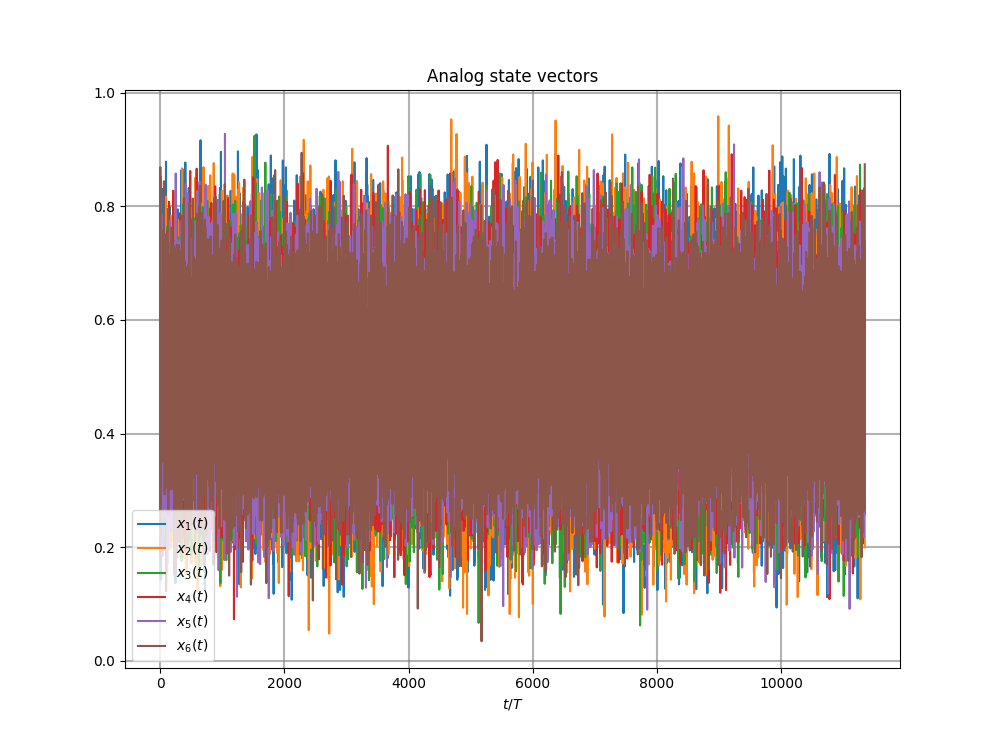 Analog state vectors
1.0
0.8
0.6
0.4
0.2
0.0
x₁(t)
x₂(t)
x₃(t)
x₄(t)
x₅(t)
x₆(t)
0 2000 4000 6000 8000 10000
t/T